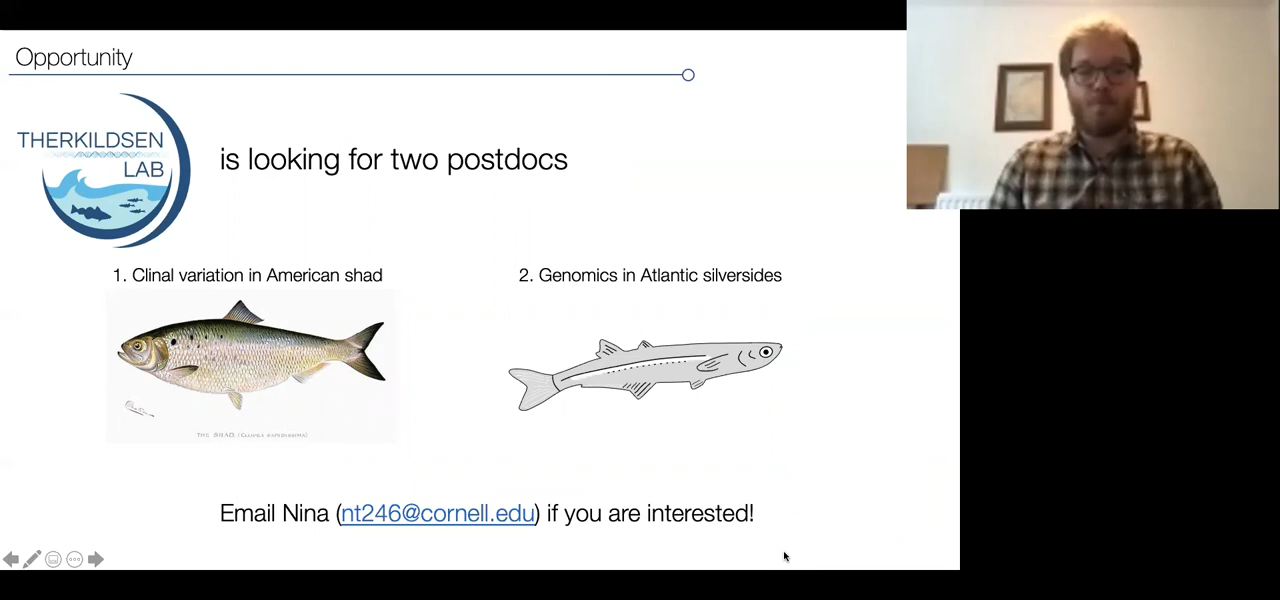 Opportunity
THERKILDSEN
LAB
is looking for two postdocs
1. Clinal variation in American shad
2. Genomics in Atlantic silversides
THE SHAD
Email Nina (nt246@cornell.edu) if you are interested!